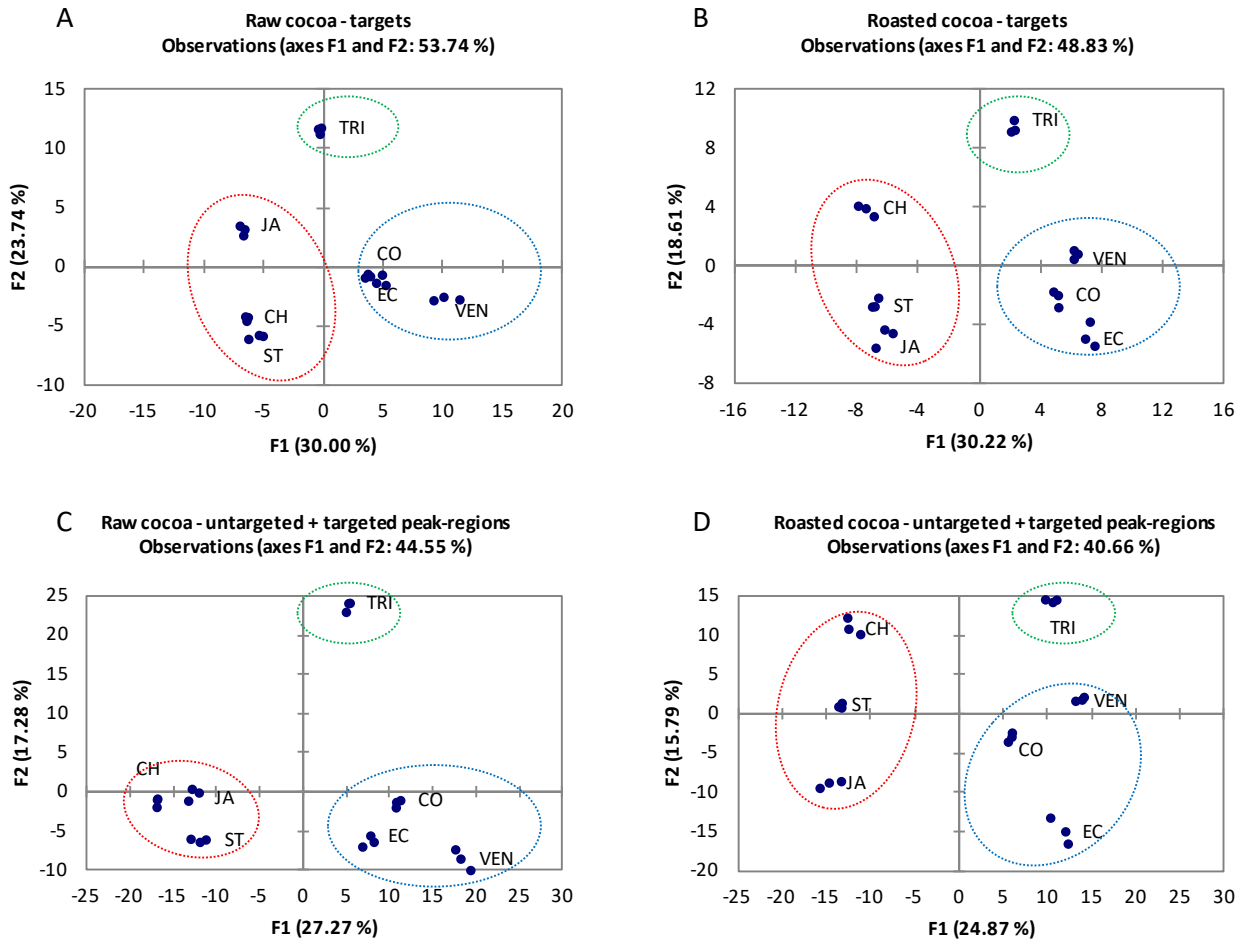 A
Raw cocoa - targets
Observations (axes F1 and F2: 53.74 %)
15
10
5
0
-5
-10
-20
-15
-10
-5
0
5
10
15
20
F2 (23.74 %)
F1 (30.00 %)
TRI
JA
CO
EC
VEN
CH
ST
B
Roasted cocoa - targets
Observations (axes F1 and F2: 48.83 %)
12
8
4
0
-4
-8
-16
-12
-8
-4
0
4
8
12
16
F2 (18.61 %)
F1 (30.22 %)
TRI
CH
VEN
CO
ST
JA
EC
C
Raw cocoa - untargeted + targeted peak-regions
Observations (axes F1 and F2: 44.55 %)
25
20
15
10
5
0
-5
-10
-25
-20
-15
-10
-5
0
5
10
15
20
25
30
F2 (17.28 %)
F1 (27.27 %)
TRI
CH
JA
CO
ST
EC
VEN
D
Roasted cocoa - untargeted + targeted peak-regions
Observations (axes F1 and F2: 40.66 %)
15
10
5
0
-5
-10
-15
-20
-25
-20
-15
-10
-5
0
5
10
15
20
25
30
F2 (15.79 %)
F1 (24.87 %)
TRI
CH
ST
VEN
CO
JA
EC